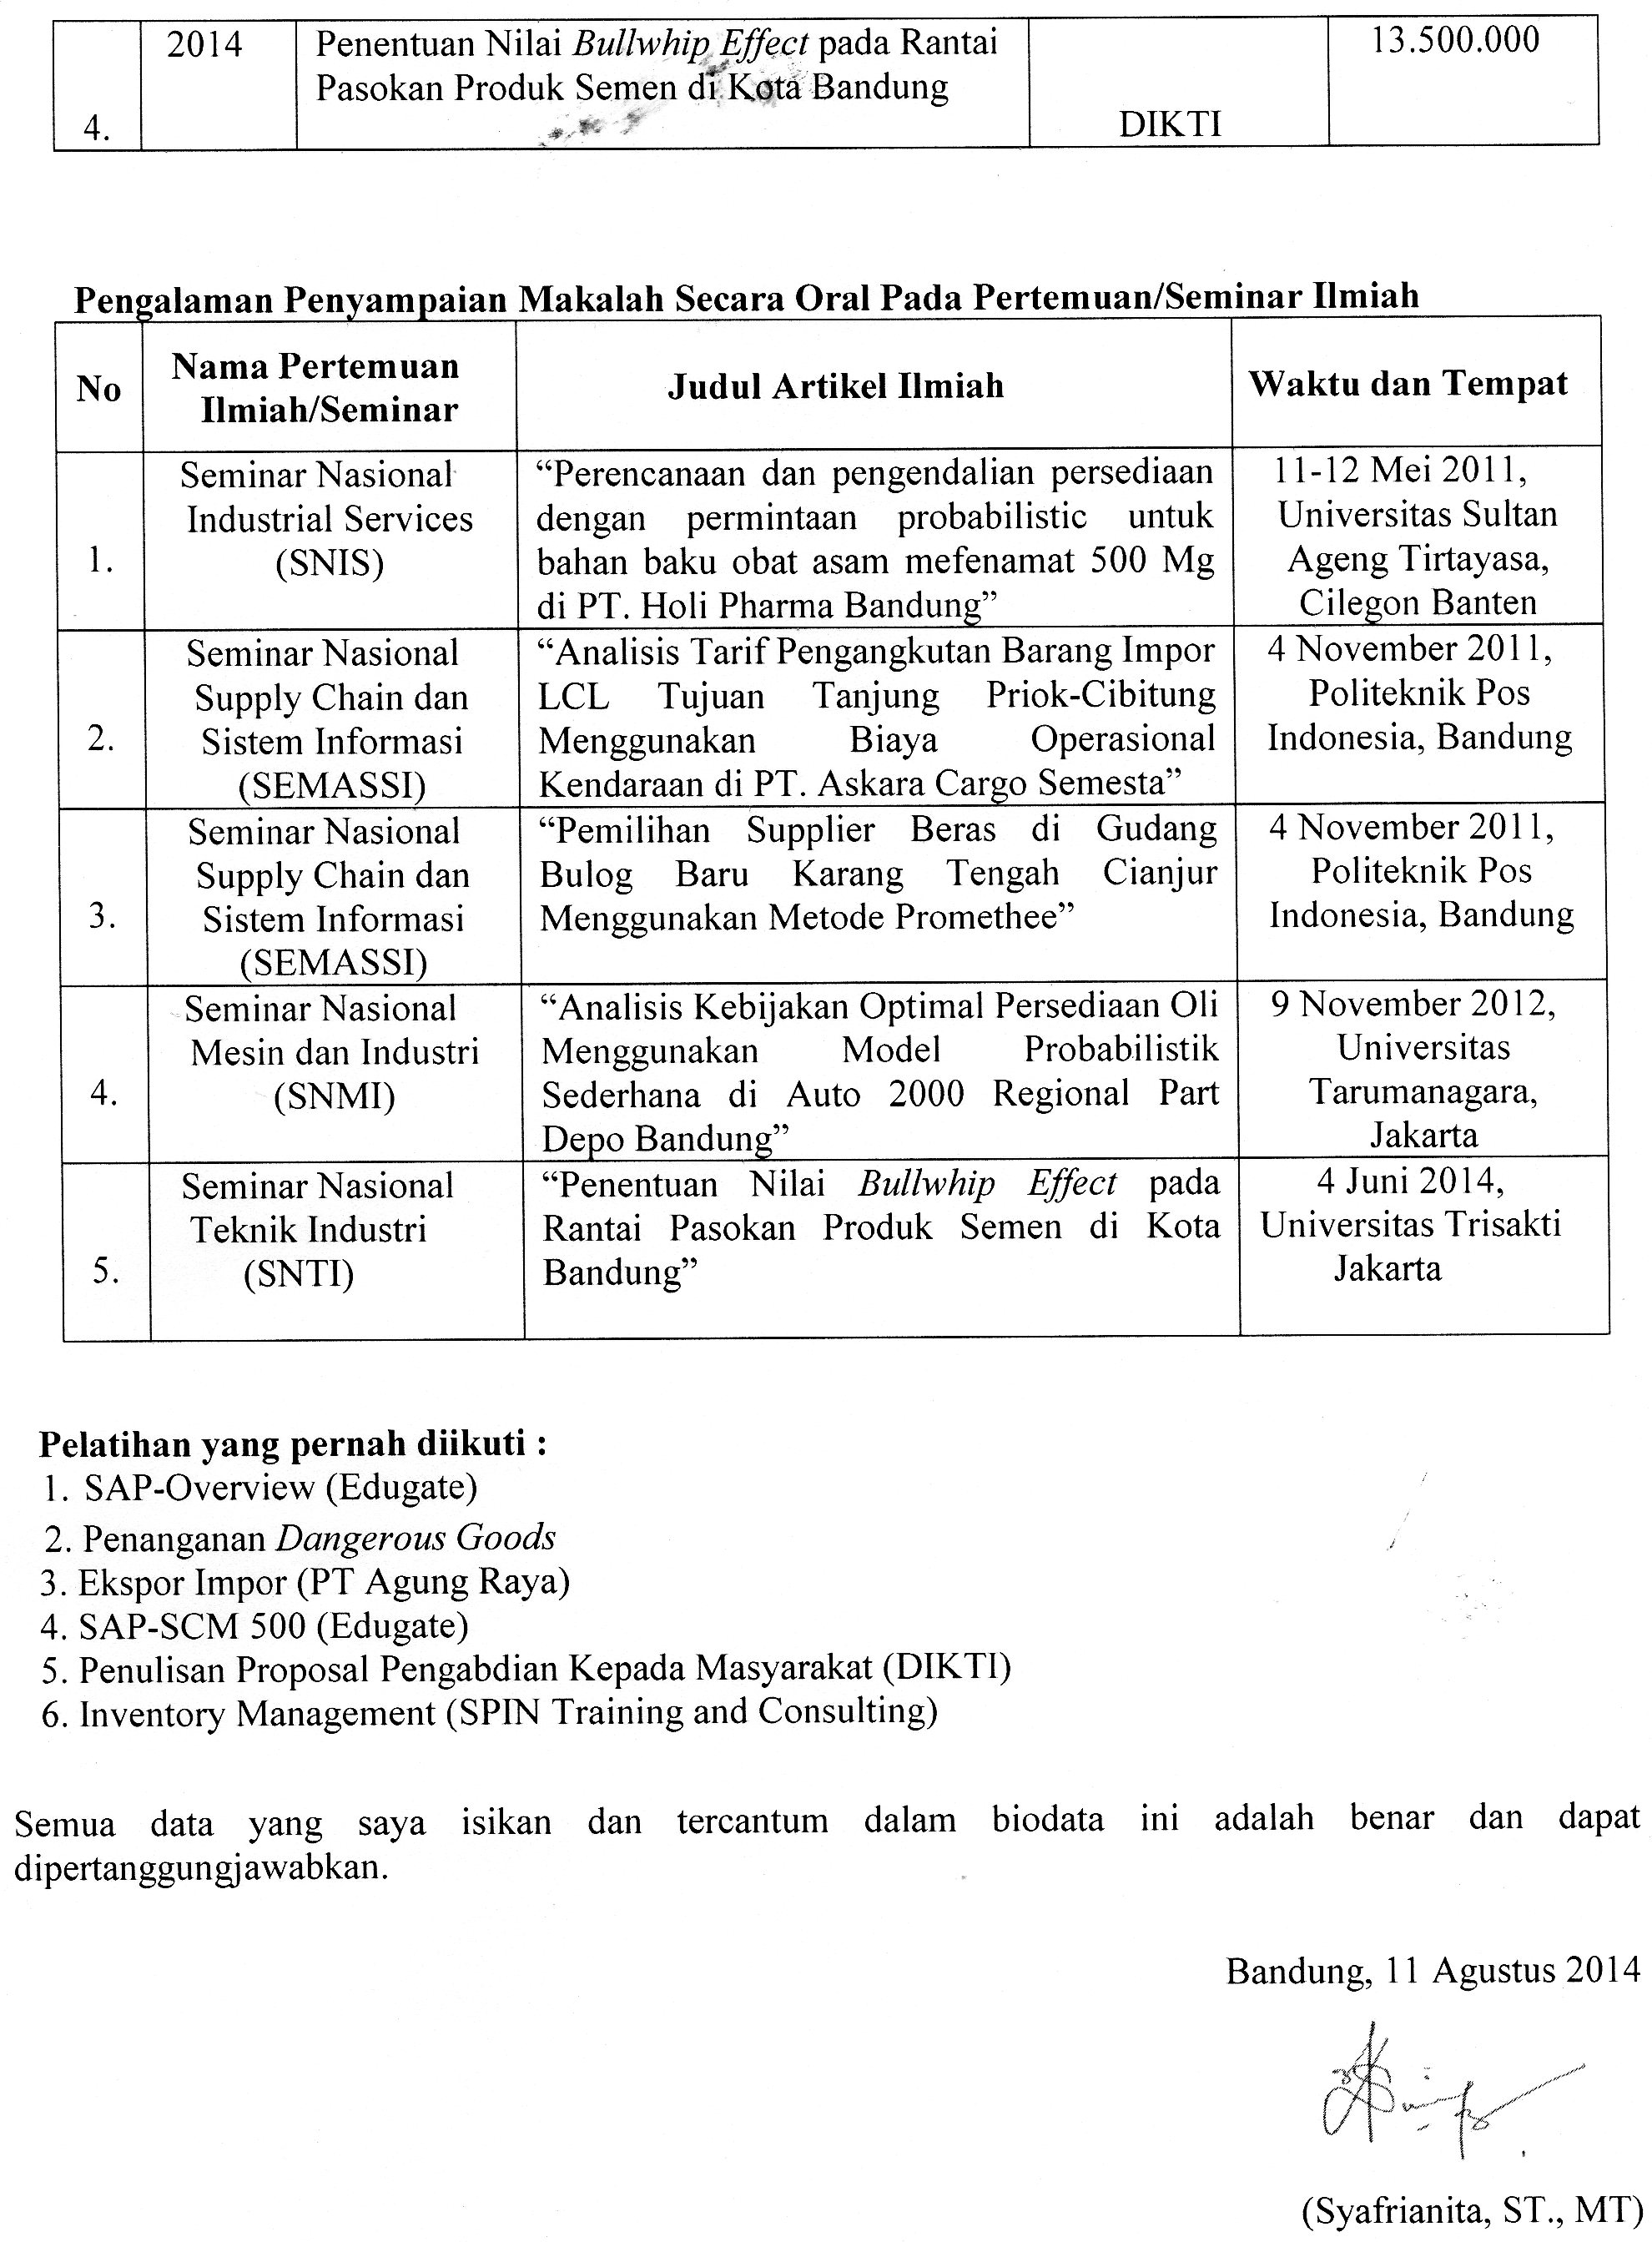 2014 Penentuan Nilai Bullwhip Effect pada Rantai 13.500.000
Pasokan Produk Semen di Kota Bandung
4. DIKTI
Pengalaman Penyampaian Makalah Secara Oral Pada Pertemuan/Seminar Ilmiah
No
Nama Pertemuan
Ilmiah/Seminar
Judul Artikel Ilmiah
Waktu dan Tempat
1.
Seminar Nasional
Industrial Services
(SNIS)
“Perencanaan dan pengendalian persediaan
dengan permintaan probabilistic untuk
bahan baku obat asam mefenamat 500 Mg
di PT. Holi Pharma Bandung”
11-12 Mei 2011,
Universitas Sultan
Ageng Tirtayasa,
Cilegon Banten
2.
Seminar Nasional
Supply Chain dan
Sistem Informasi
(SEMASSI)
“Analisis Tarif Pengangkutan Barang Impor
LCL Tujuan Tanjung Priok-Cibitung
Menggunakan Biaya Operasional
Kendaraan di PT. Askara Cargo Semesta”
4 November 2011,
Politeknik Pos
Indonesia, Bandung
3.
Seminar Nasional
Supply Chain dan
Sistem Informasi
(SEMASSI)
“Pemilihan Supplier Beras di Gudang
Bulog Baru Karang Tengah Cianjur
Menggunakan Metode Promethee”
4 November 2011,
Politeknik Pos
Indonesia, Bandung
4.
Seminar Nasional
Mesin dan Industri
(SNMI)
“Analisis Kebijakan Optimal Persediaan Oli
Menggunakan Model Probabilistik
Sederhana di Auto 2000 Regional Part
Depo Bandung”
9 November 2012,
Universitas
Tarumanagara,
Jakarta
5.
Seminar Nasional
Teknik Industri
(SNTI)
“Penentuan Nilai Bullwhip Effect pada
Rantai Pasokan Produk Semen di Kota
Bandung”
4 Juni 2014,
Universitas Trisakti
Jakarta
Pelatihan yang pernah diikuti :
1. SAP-Overview (Edugate)
2. Penanganan Dangerous Goods
3. Ekspor Impor (PT Agung Raya)
4. SAP-SCM 500 (Edugate)
5. Penulisan Proposal Pengabdian Kepada Masyarakat (DIKTI)
6. Inventory Management (SPIN Training and Consulting)
Semua data yang saya isikan dan tercantum dalam biodata ini adalah benar dan dapat
dipertanggungjawabkan.
Bandung, 11 Agustus 2014
(Syafrianita, ST., MT)